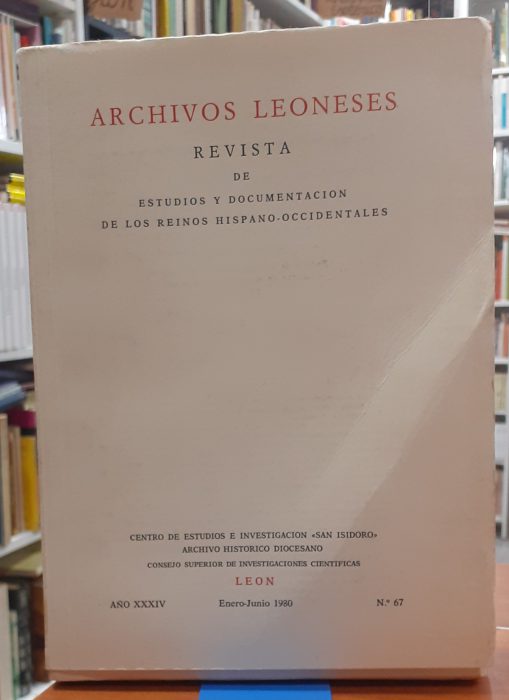 ARCHIVOS LEONESES
REVISTA
DE
ESTUDIOS Y DOCUMENTACION
DE LOS REINOS HISPANO-OCCIDENTALES
CENTRO DE ESTUDIOS E INVESTIGACION «SAN ISIDORO»
ARCHIVO HISTORICO DIOCESANO
CONSEJO SUPERIOR DE INVESTIGACIONES CIENTIFICAS
LEON
AÑO XXXIV Enero-Junio 1980 N.º 67